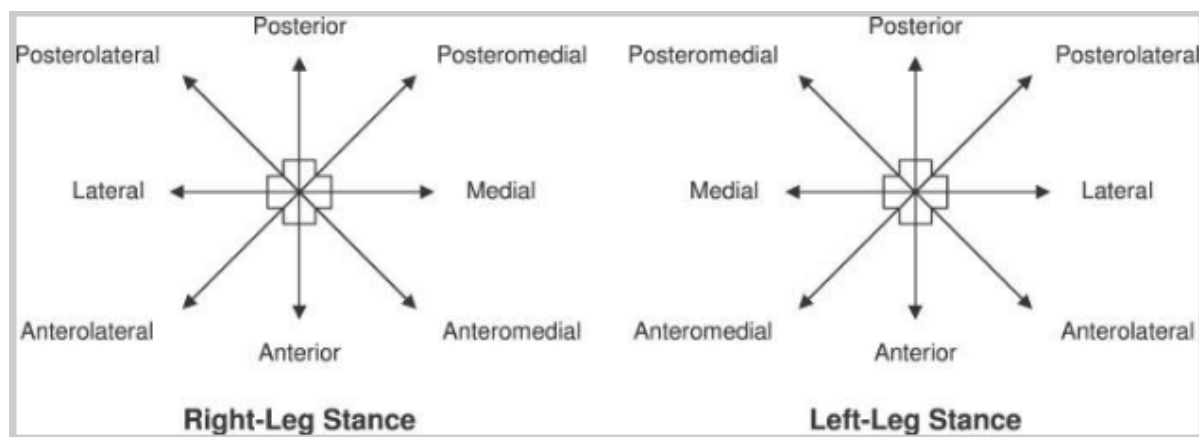 Posterior
Posterolateral
Posteromedial
Lateral
Medial
Anterolateral
Anteromedial
Anterior
Right-Leg Stance
Posterior
Posteromedial
Posterolateral
Medial
Lateral
Anteromedial
Anterolateral
Anterior
Left-Leg Stance